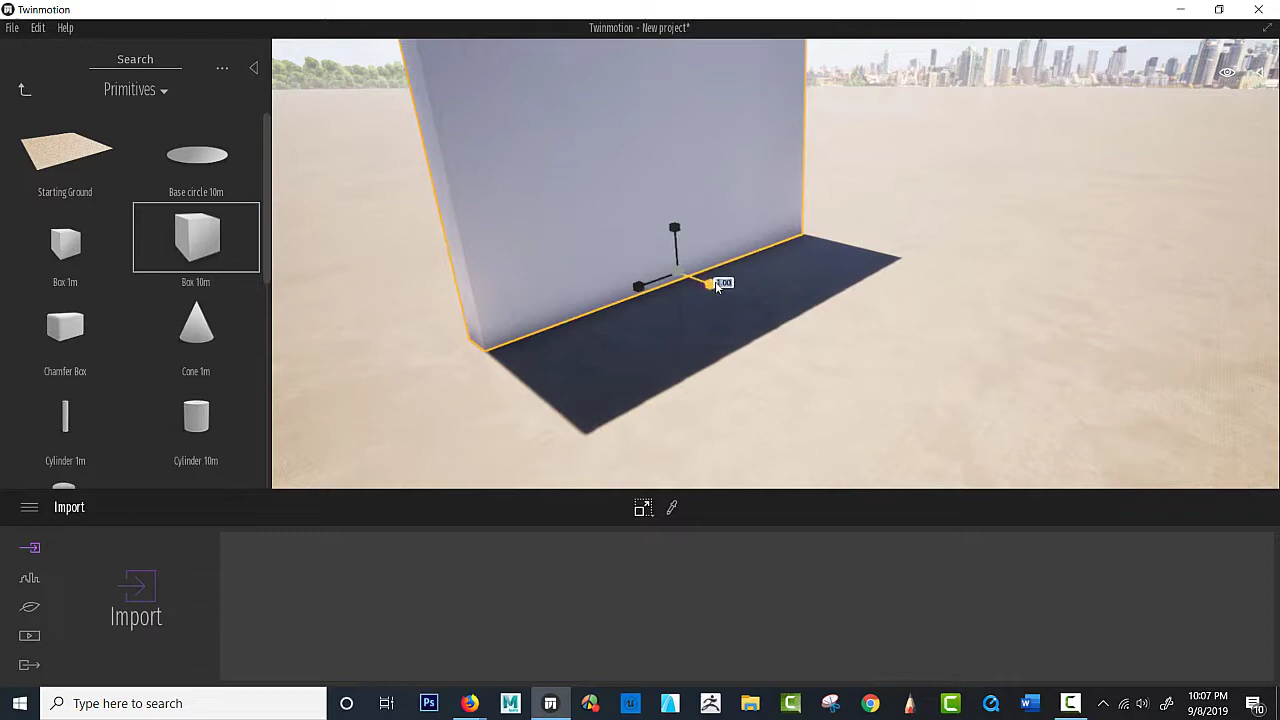 Twinmotion
File Edit Help
Twinmotion - New project*
Search
Primitives
Starting Ground
Base circle 10m
Box 1m
Box 10m
Chamfer Box
Cone 1m
Cylinder 1m
Cylinder 10m
Import
Import
Type here to search
10:07 PM
9/8/2019